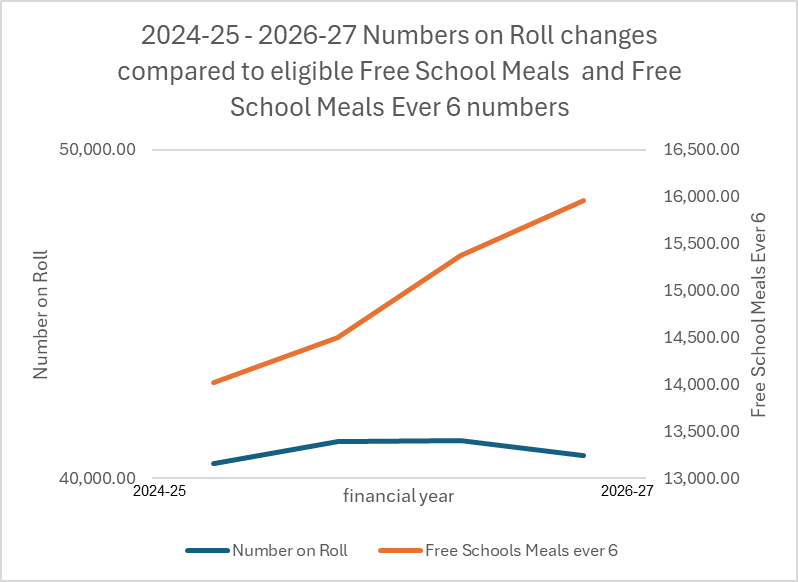 2024-25 - 2026-27 Numbers on Roll changes
compared to eligible Free School Meals  and Free
School Meals Ever 6 numbers
50,000.00
40,000.00
Number on Roll
16,500.00
16,000.00
15,500.00
15,000.00
14,500.00
14,000.00
13,500.00
13,000.00
Free School Meals Ever 6
2024-25
financial year
2026-27
Number on Roll
Free Schools Meals ever 6